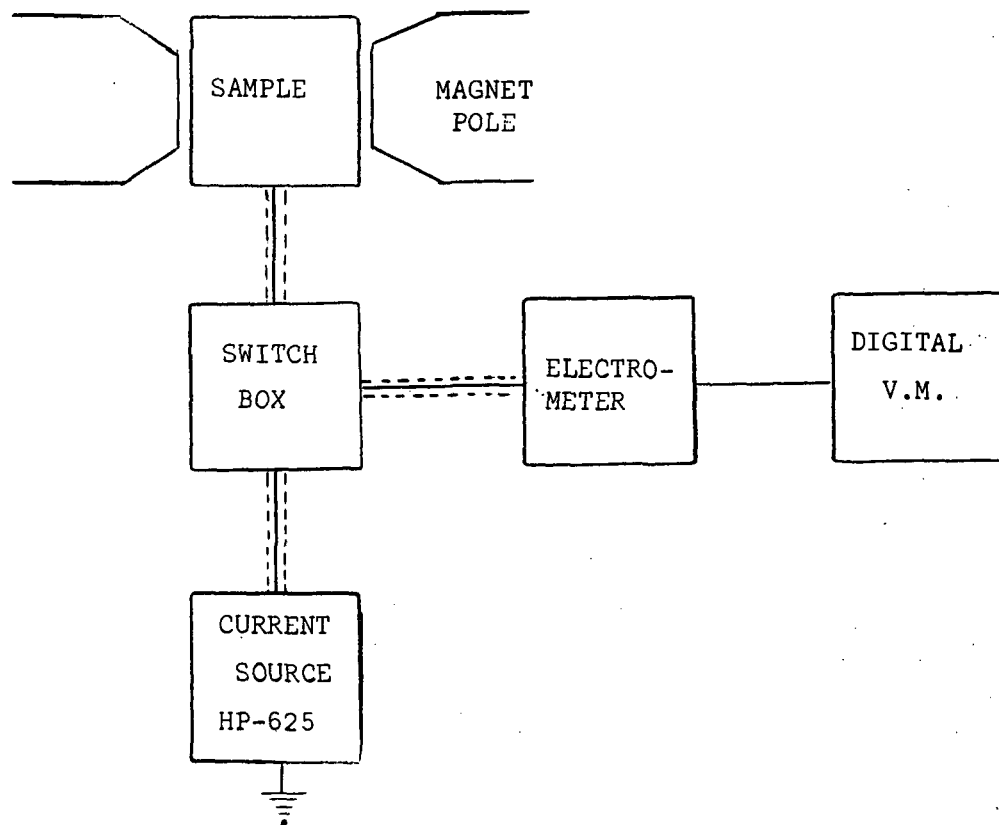 SAMPLE
MAGNET
POLE
SWITCH
BOX
ELECTRO-
METER
DIGITAL
V.M.
CURRENT
SOURCE
HP-625